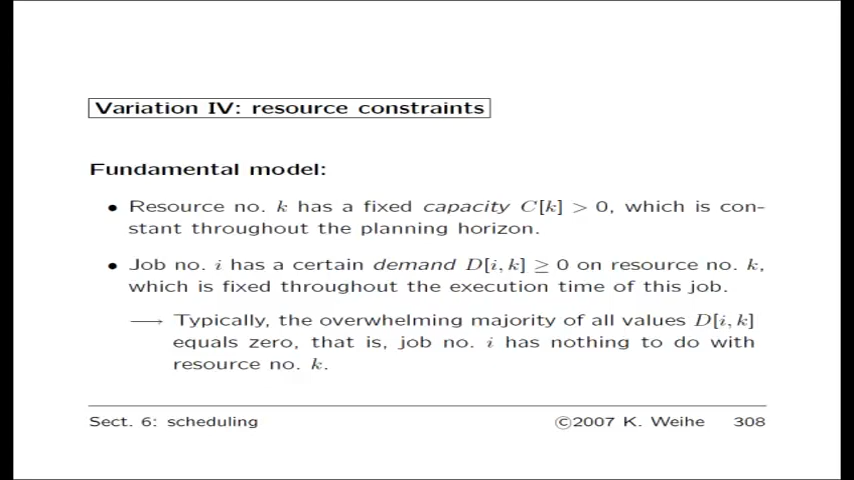 Variation IV: resource constraints
Fundamental model:
• Resource no. k has a fixed capacity C[k] > 0, which is con-
stant throughout the planning horizon.
• Job no. i has a certain demand D[i, k] ≥ 0 on resource no. k,
which is fixed throughout the execution time of this job.
⟶ Typically, the overwhelming majority of all values D[i, k]
equals zero, that is, job no. i has nothing to do with
resource no. k.
Sect. 6: scheduling ©2007 K. Weihe 308